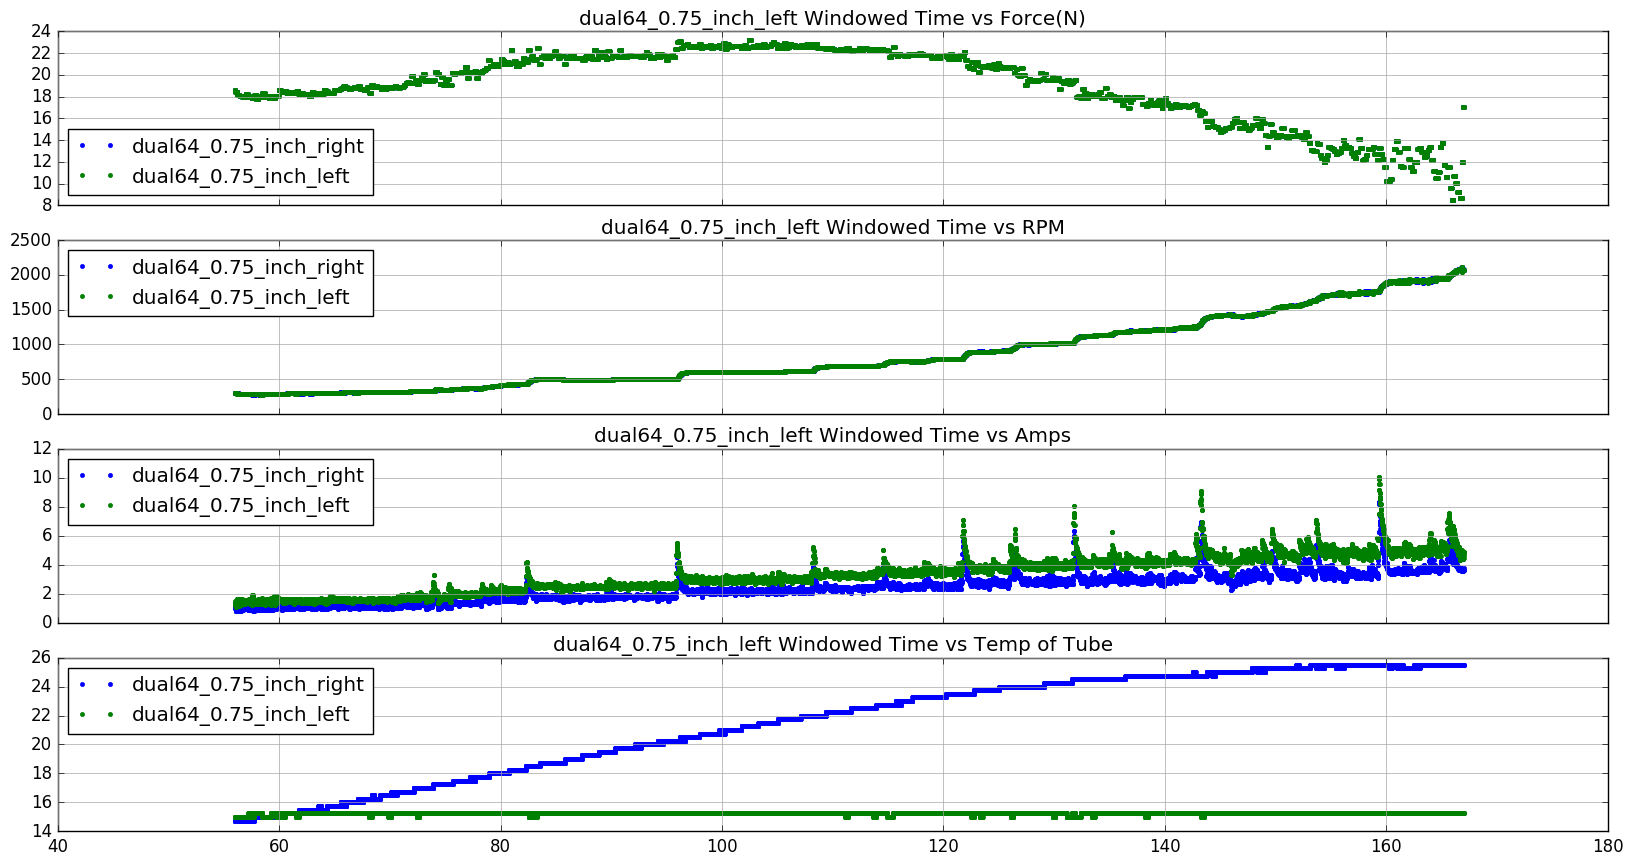 dual64_0.75_inch_left Windowed Time vs Force(N)
24
22
20
18
16
14
12
10
8
dual64_0.75_inch_right
dual64_0.75_inch_left
dual64_0.75_inch_left Windowed Time vs RPM
2500
2000
1500
1000
500
0
dual64_0.75_inch_right
dual64_0.75_inch_left
dual64_0.75_inch_left Windowed Time vs Amps
12
10
8
6
4
2
0
dual64_0.75_inch_right
dual64_0.75_inch_left
dual64_0.75_inch_left Windowed Time vs Temp of Tube
26
24
22
20
18
16
14
dual64_0.75_inch_right
dual64_0.75_inch_left
40 60 80 100 120 140 160 180